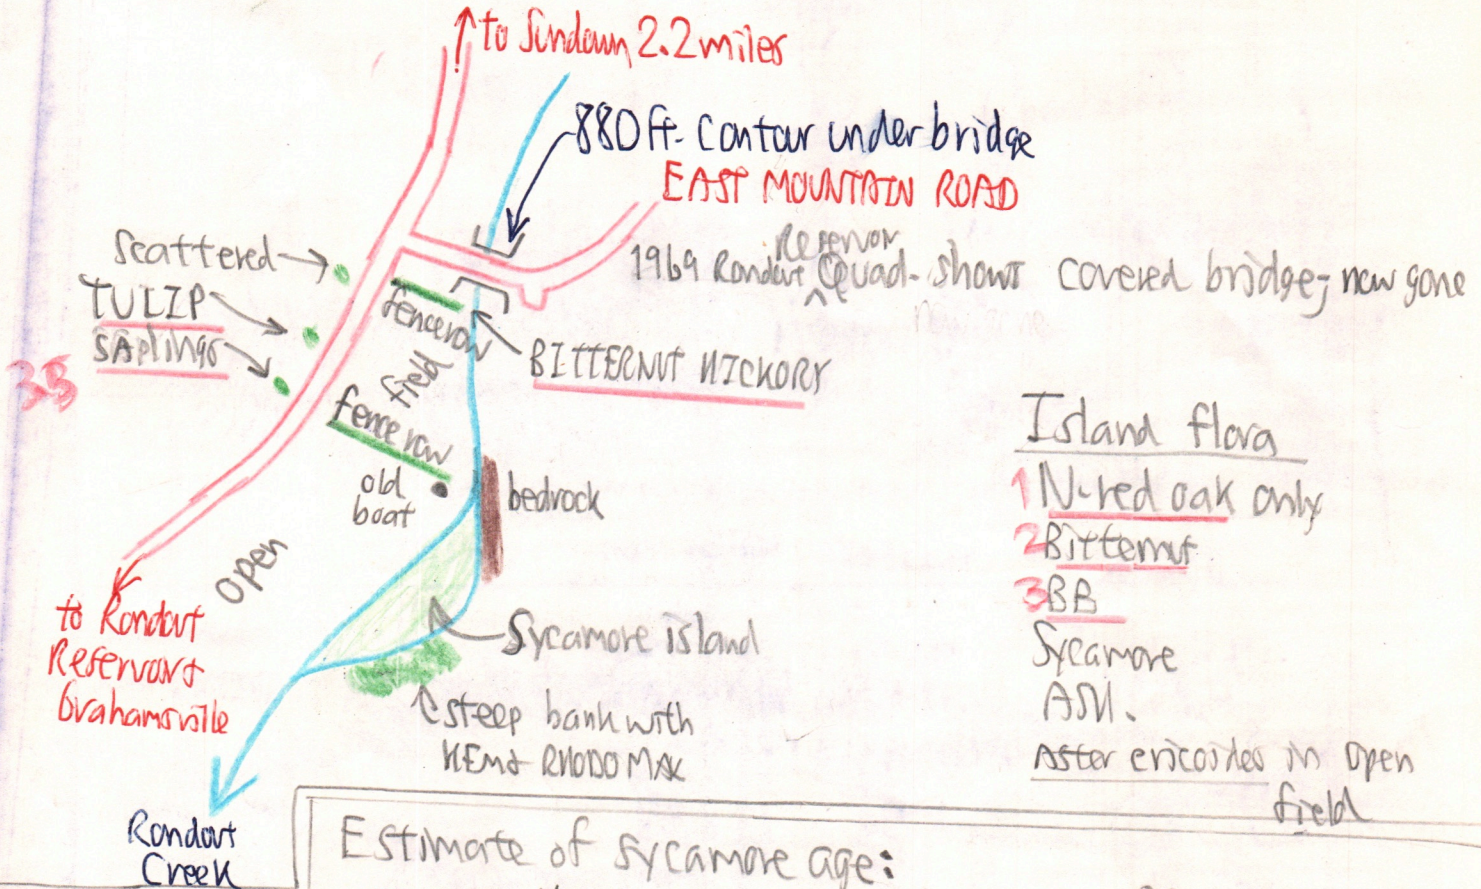 to Sundown 2.2 miles
880 ft. Contour under bridge
EAST MOUNTAIN ROAD
Reservoir
1969 Rondout Quad. shows covered bridge; now gone
Scattered
TULIP
SAplings
3B
fencerow
field
BITTERNUT HICKORY
fence row
old
boat
bedrock
Open
Island flora
1 N. red oak only
2 Bitternut
3 BB
Sycamore
ASH.
Aster ericoides in open
field
to Rondout
Reservoir +
Grahamsville
Sycamore island
steep bank with
HEM + RHODO MAX
Rondout
Creek
Estimate of sycamore age: